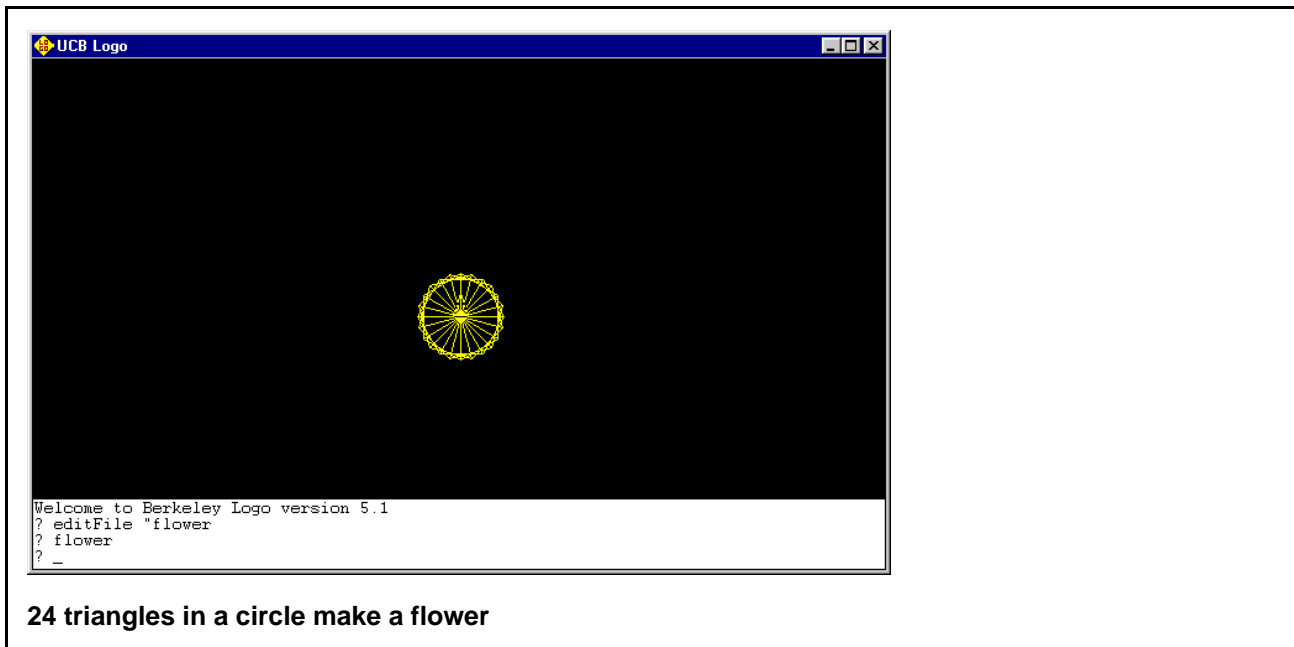 UCB Logo
Welcome to Berkeley Logo version 5.1
? editFile "flower
? flower
? _
24 triangles in a circle make a flower